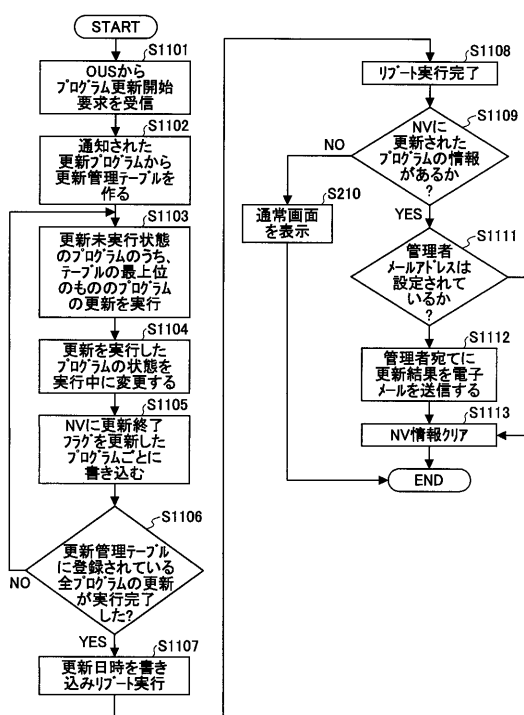 START
S1101
OUSから
プログラム更新開始
要求を受信
S1102
通知された
更新プログラムから
更新管理テーブルを
作る
S1103
更新未実行状態
のプログラムのうち、
テーブルの最上位
のもののプログラム
の更新を実行
S1104
更新を実行した
プログラムの状態を
実行中に変更する
S1105
NVに更新終了
フラグを更新した
プログラムごとに
書き込む
S1106
更新管理テーブル
に登録されている
全プログラムの更新
が実行完了
した?
NO
YES
S1107
更新日時を書き
込みリブート実行
S1108
リブート実行完了
S1109
NVに
更新された
プログラムの情報
があるか
?
NO
YES
S210
通常画面
を表示
S1111
管理者
メールアドレスは
設定されて
いるか
?
S1112
管理者宛てに
更新結果を電子
メールを送信する
S1113
NV情報クリア
END